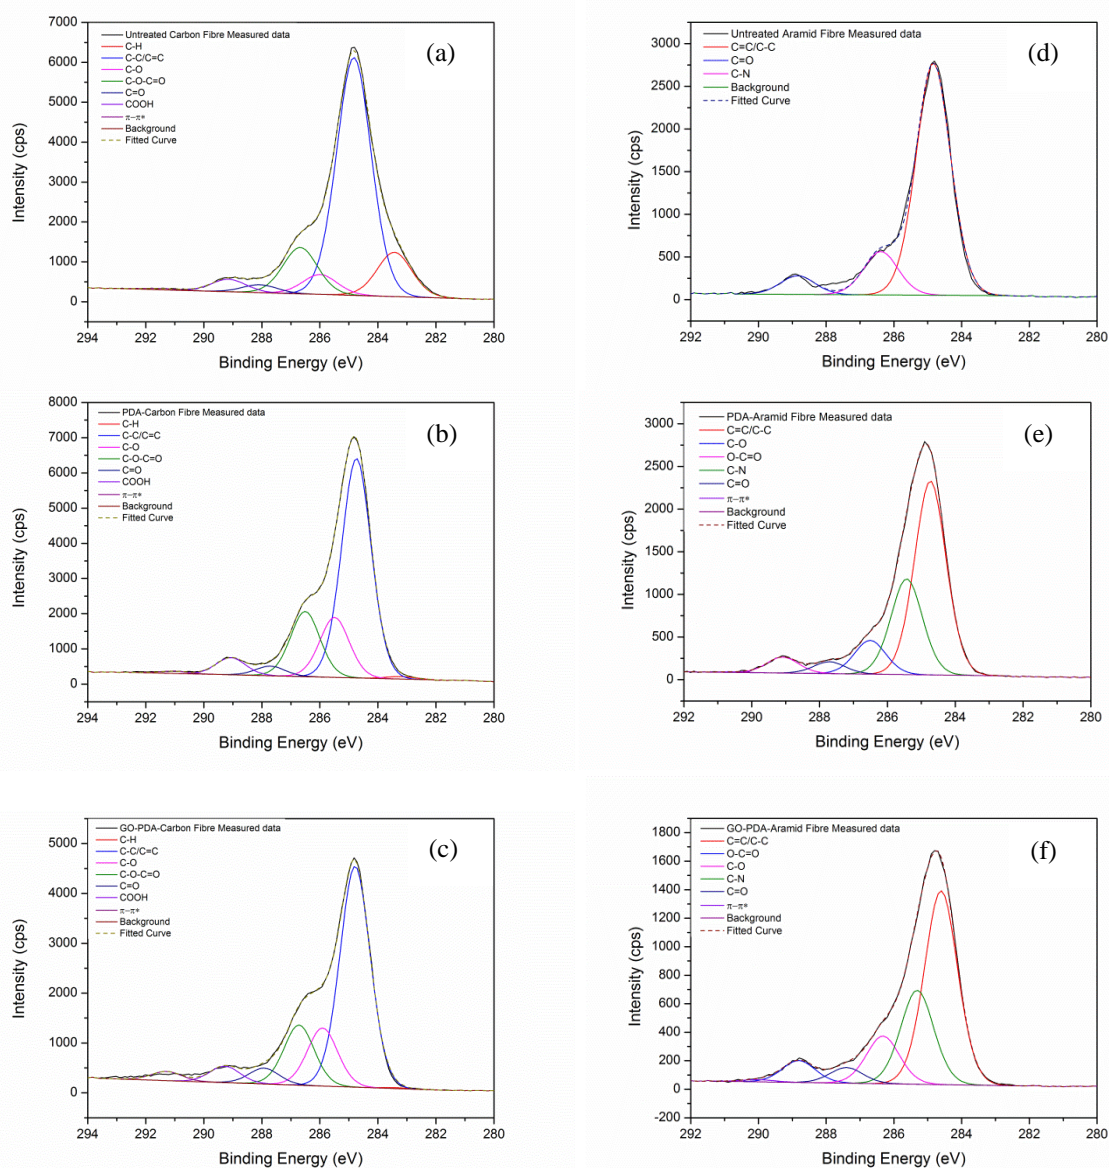 (a)
Untreated Carbon Fibre Measured data
C-H
C-C/C=C
C-O
C-O-C=O
C=O
COOH
π-π*
Background
Fitted Curve
Intensity (cps)
7000
6000
5000
4000
3000
2000
1000
0
294 292 290 288 286 284 282 280
Binding Energy (eV)
(d)
Untreated Aramid Fibre Measured data
C=C/C-C
C=O
C-N
Background
Fitted Curve
Intensity (cps)
3000
2500
2000
1500
1000
500
0
292 290 288 286 284 282 280
Binding Energy (eV)
(b)
PDA-Carbon Fibre Measured data
C-H
C-C/C=C
C-O
C-O-C=O
C=O
COOH
π-π*
Background
Fitted Curve
Intensity (cps)
8000
7000
6000
5000
4000
3000
2000
1000
0
294 292 290 288 286 284 282 280
Binding Energy (eV)
(e)
PDA-Aramid Fibre Measured data
C=C/C-C
C-O
O-C=O
C-N
C=O
π-π*
Background
Fitted Curve
Intensity (cps)
3000
2500
2000
1500
1000
500
0
292 290 288 286 284 282 280
Binding Energy (eV)
(c)
GO-PDA-Carbon Fibre Measured data
C-H
C-C/C=C
C-O
C-O-C=O
C=O
COOH
π-π*
Background
Fitted Curve
Intensity (cps)
5000
4000
3000
2000
1000
0
294 292 290 288 286 284 282 280
Binding Energy (eV)
(f)
GO-PDA-Aramid Fibre Measured data
C=C/C-C
O-C=O
C-O
C-N
C=O
π-π*
Background
Fitted Curve
Intensity (cps)
1800
1600
1400
1200
1000
800
600
400
200
0
-200
292 290 288 286 284 282 280
Binding Energy (eV)